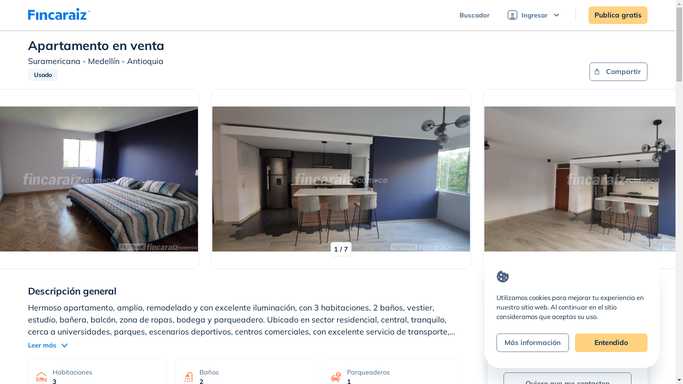 Fincaraiz
Buscador
Ingresar
Publica gratis
Apartamento en venta
Suramericana - Medellín - Antioquia
Usado
Compartir
fincaraiz
fincaraiz
fincaraiz
fincaraiz
fincaraiz
fincaraiz
1 / 7
Descripción general
Hermoso apartamento, amplio, remodelado y con excelente iluminación, con 3 habitaciones, 2 baños, vestier,
estudio, bañera, balcón, zona de ropas, bodega y parqueadero. Ubicado en sector residencial, central, tranquilo,
cerca a universidades, parques, escenarios deportivos, centros comerciales, con excelente servicio de transporte,...
Leer más
Habitaciones
3
Baños
2
Parqueaderos
1
Utilizamos cookies para mejorar tu experiencia en
nuestro sitio web. Al continuar en el sitio
consideramos que aceptas su uso.
Más información
Entendido
Quiero que me contacten